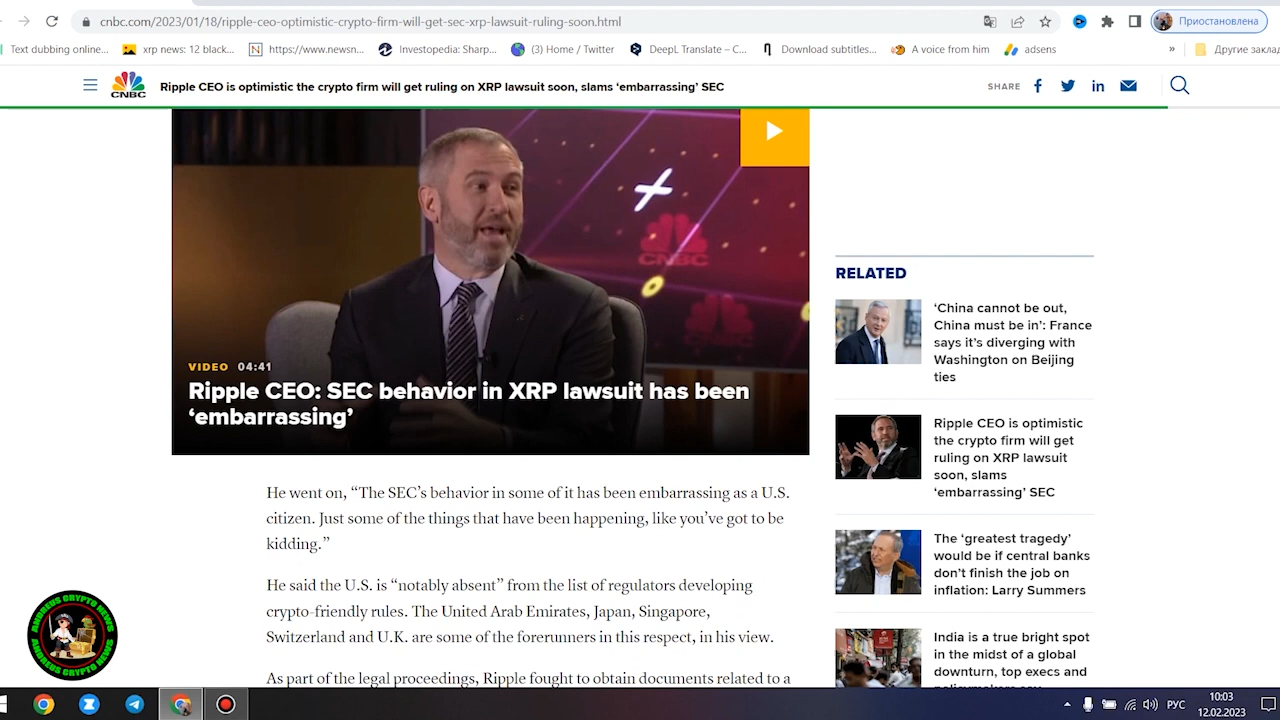 cnbc.com/2023/01/18/ripple-ceo-optimistic-crypto-firm-will-get-sec-xrp-lawsuit-ruling-soon.html
Приостановлена
Text dubbing online...
xrp news: 12 black...
https://www.newsn...
Investopedia: Sharp...
(3) Home / Twitter
DeepL Translate – C...
Download subtitles...
A voice from him
adsens
»
Другие закла
CNBC
Ripple CEO is optimistic the crypto firm will get ruling on XRP lawsuit soon, slams ‘embarrassing’ SEC
SHARE
CNBC
VIDEO 04:41
Ripple CEO: SEC behavior in XRP lawsuit has been
‘embarrassing’
He went on, “The SEC’s behavior in some of it has been embarrassing as a U.S.
citizen. Just some of the things that have been happening, like you’ve got to be
kidding.”
He said the U.S. is “notably absent” from the list of regulators developing
crypto-friendly rules. The United Arab Emirates, Japan, Singapore,
Switzerland and U.K. are some of the forerunners in this respect, in his view.
As part of the legal proceedings, Ripple fought to obtain documents related to a
RELATED
‘China cannot be out,
China must be in’: France
says it’s diverging with
Washington on Beijing
ties
Ripple CEO is optimistic
the crypto firm will get
ruling on XRP lawsuit
soon, slams
‘embarrassing’ SEC
The ‘greatest tragedy’
would be if central banks
don’t finish the job on
inflation: Larry Summers
India is a true bright spot
in the midst of a global
downturn, top execs and
policymakers say
ANDREUS CRYPTO NEWS
ANDREUS CRYPTO NEWS
РУС
10:03
12.02.2023